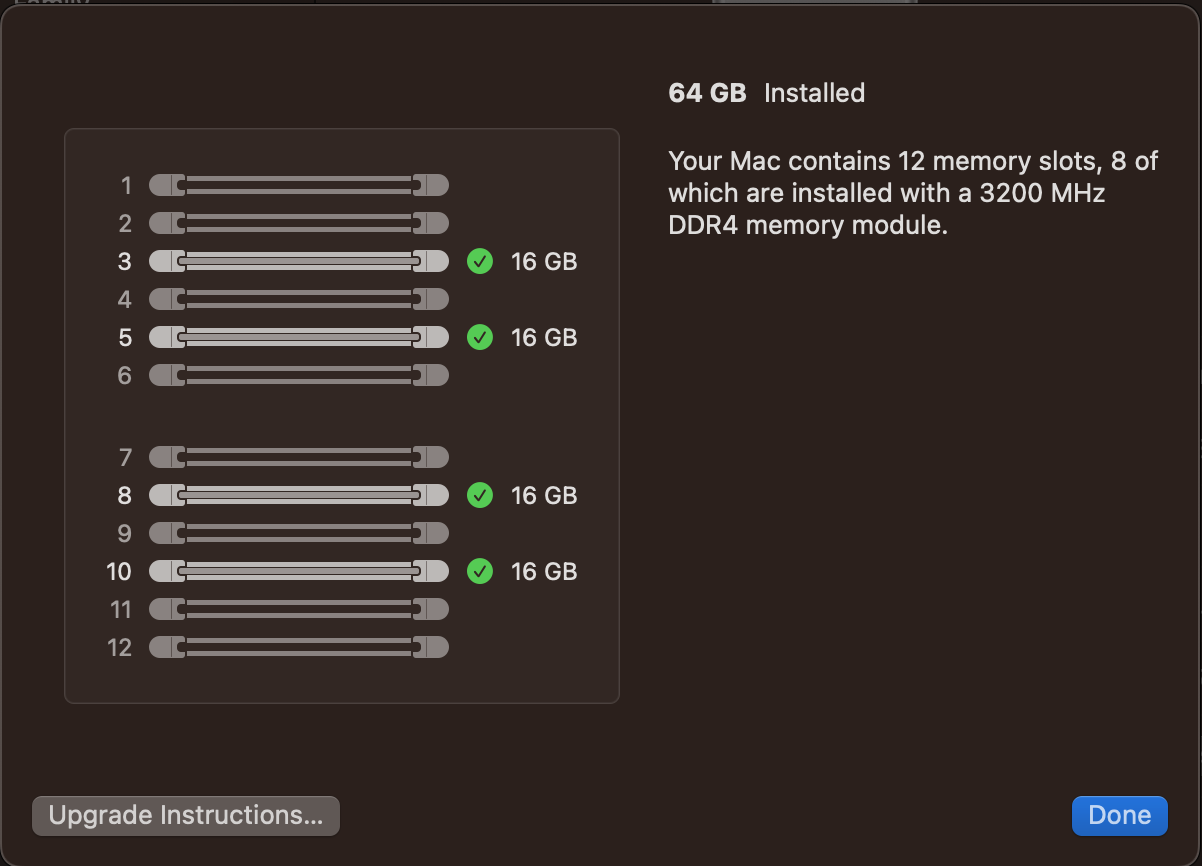 64 GB Installed
Your Mac contains 12 memory slots, 8 of
which are installed with a 3200 MHz
DDR4 memory module.
1
2
3 16 GB
4
5 16 GB
6
7
8 16 GB
9
10 16 GB
11
12
Upgrade Instructions...
Done